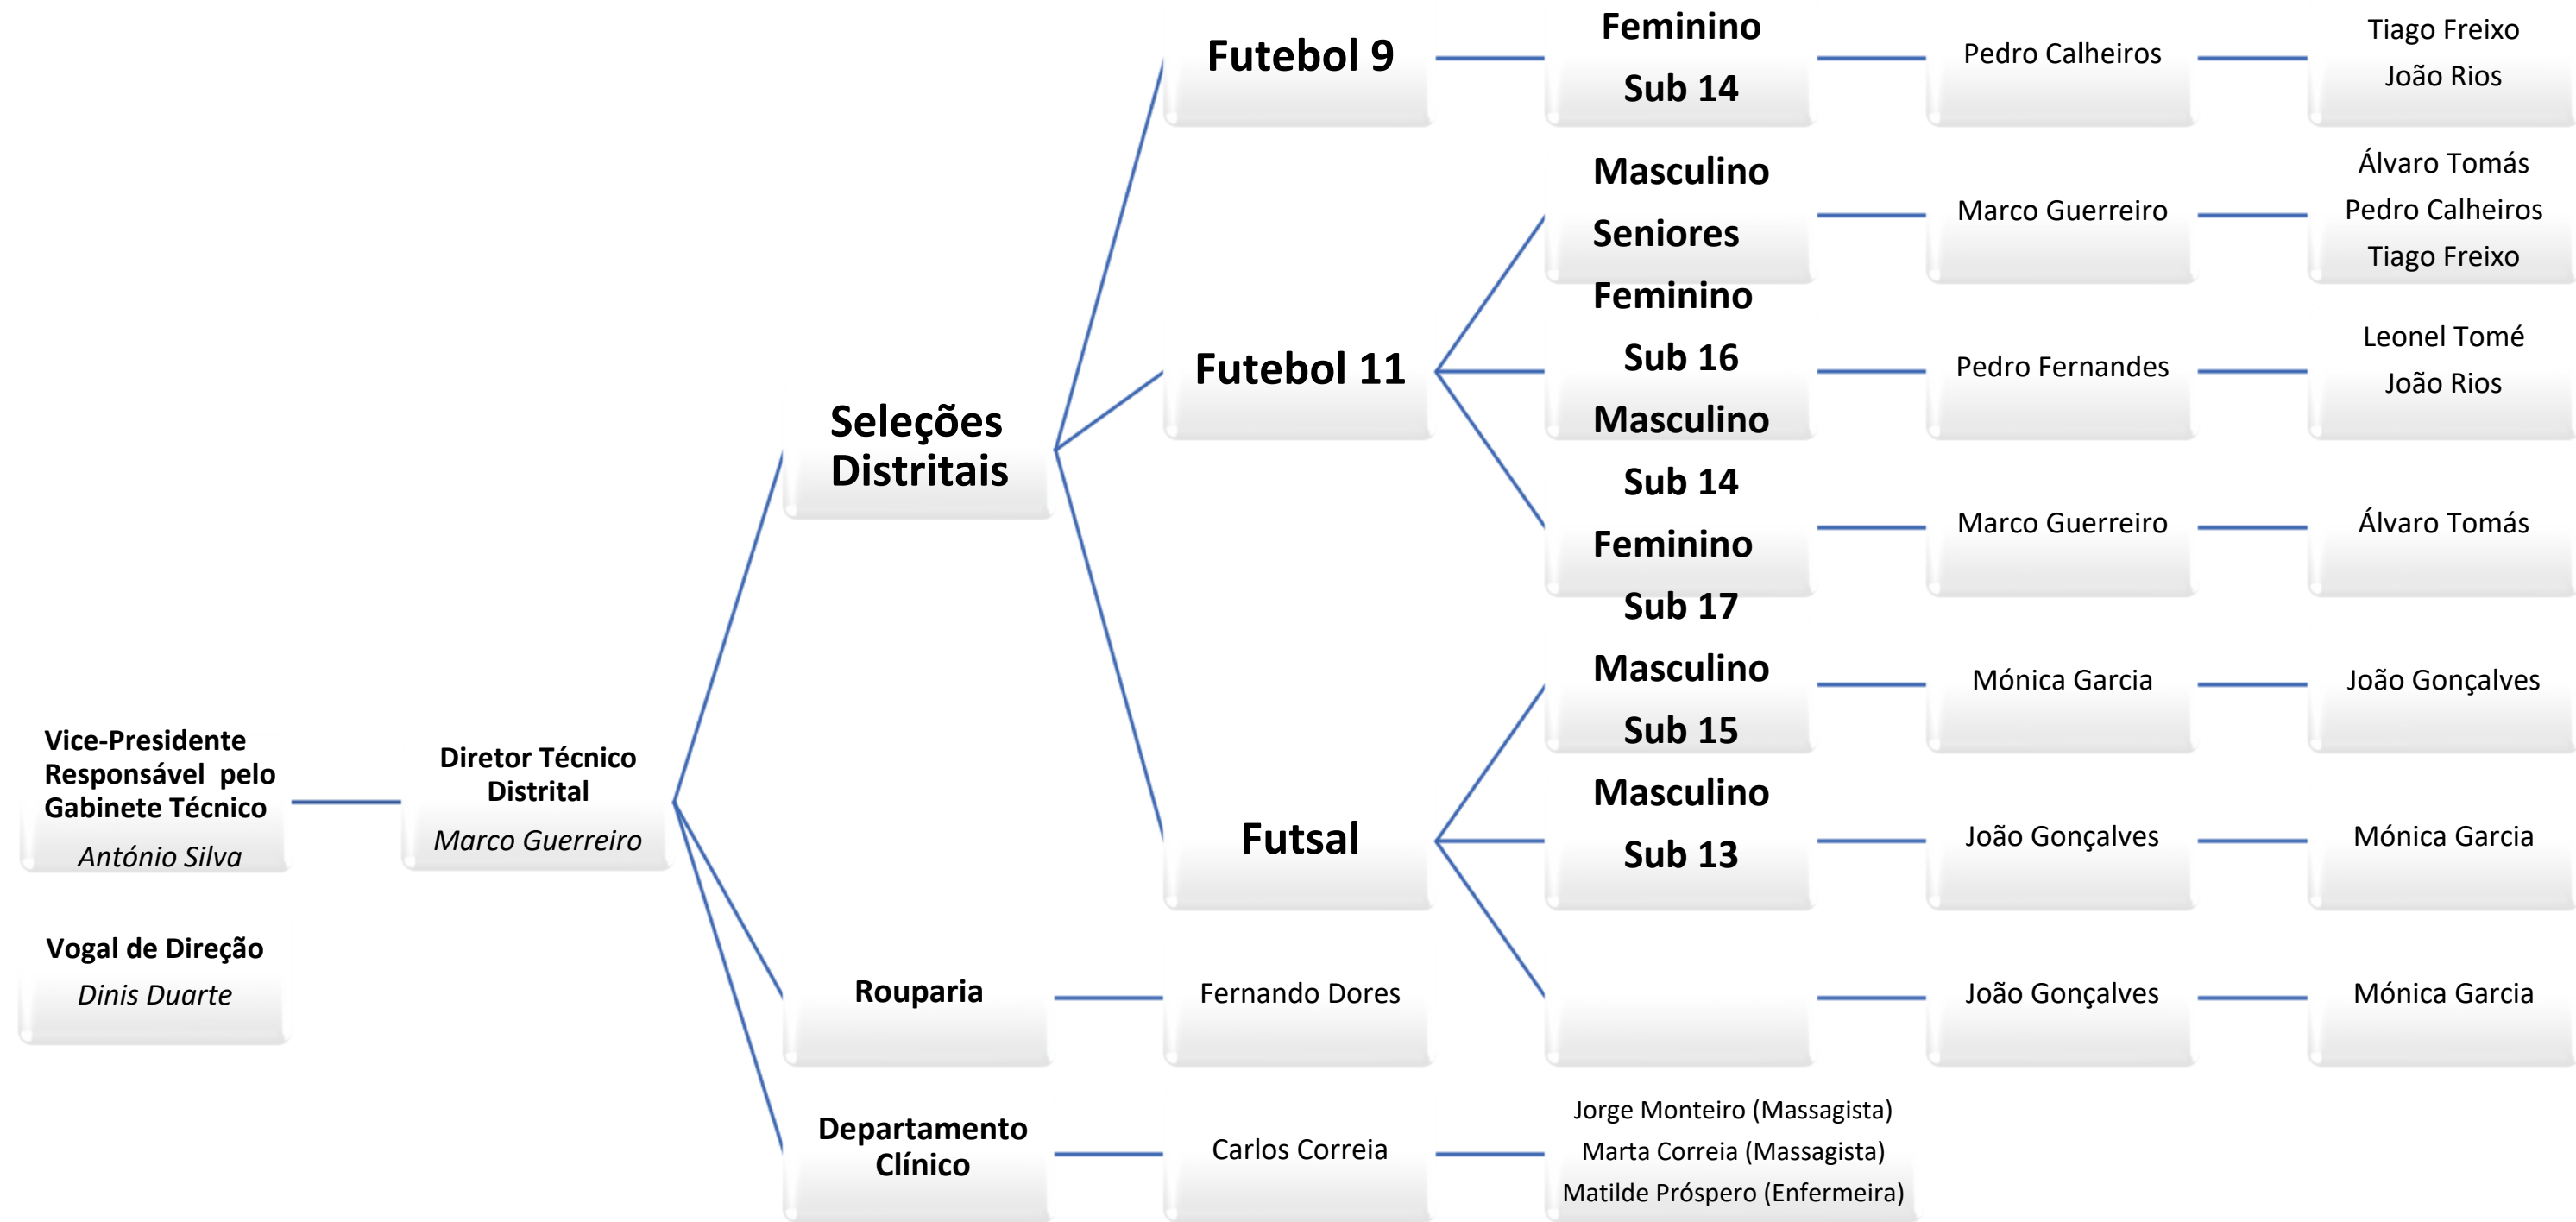 Vice-Presidente
Responsável pelo
Gabinete Técnico
António Silva
Vogal de Direção
Dinis Duarte
Diretor Técnico
Distrital
Marco Guerreiro
Seleções
Distritais
Futebol 9
Feminino
Sub 14
Pedro Calheiros
Tiago Freixo
João Rios
Futebol 11
Masculino
Seniores
Marco Guerreiro
Álvaro Tomás
Pedro Calheiros
Tiago Freixo
Feminino
Sub 16
Pedro Fernandes
Leonel Tomé
João Rios
Masculino
Sub 14
Marco Guerreiro
Álvaro Tomás
Futsal
Feminino
Sub 17
Mónica Garcia
João Gonçalves
Masculino
Sub 15
João Gonçalves
Mónica Garcia
Masculino
Sub 13
João Gonçalves
Mónica Garcia
Rouparia
Fernando Dores
Departamento
Clínico
Carlos Correia
Jorge Monteiro (Massagista)
Marta Correia (Massagista)
Matilde Próspero (Enfermeira)